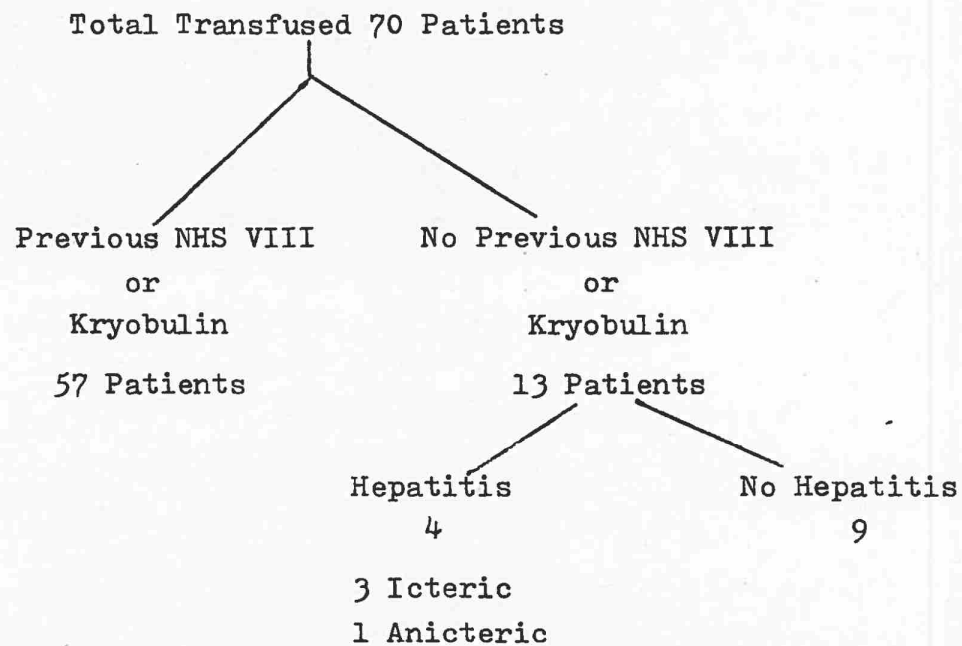 Total Transfused 70 Patients
Previous NHS VIII
or
Kryobulin
57 Patients
No Previous NHS VIII
or
Kryobulin
13 Patients
Hepatitis
4
3 Icteric
1 Anicteric
No Hepatitis
9